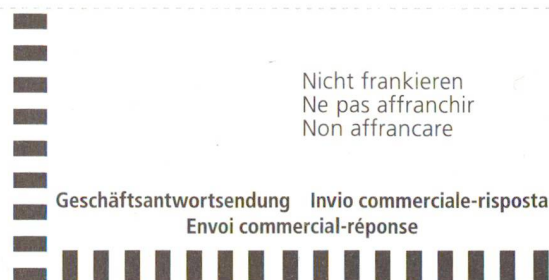 Nicht frankieren
Ne pas affranchir
Non affrancare
Geschäftsantwortsendung Invio commerciale-risposta
Envoi commercial-réponse